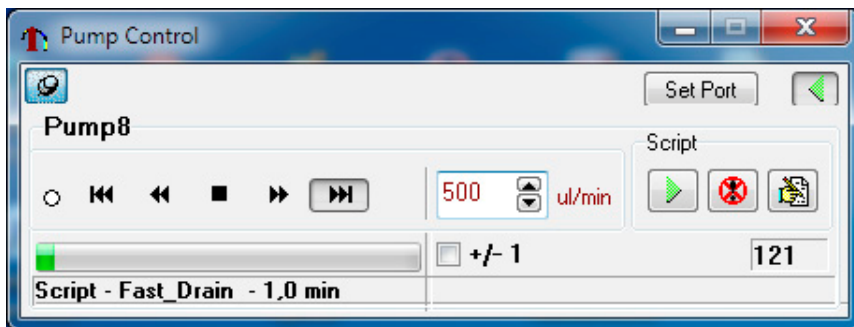 Pump Control
Set Port
Pump8
Script
500 ul/min
+/- 1
121
Script - Fast_Drain - 1,0 min